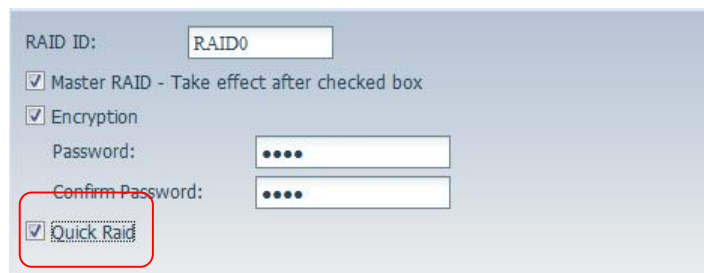 RAID ID: RAID0
Master RAID - Take effect after checked box
Encryption
Password: ••••
Confirm Password: ••••
Quick Raid